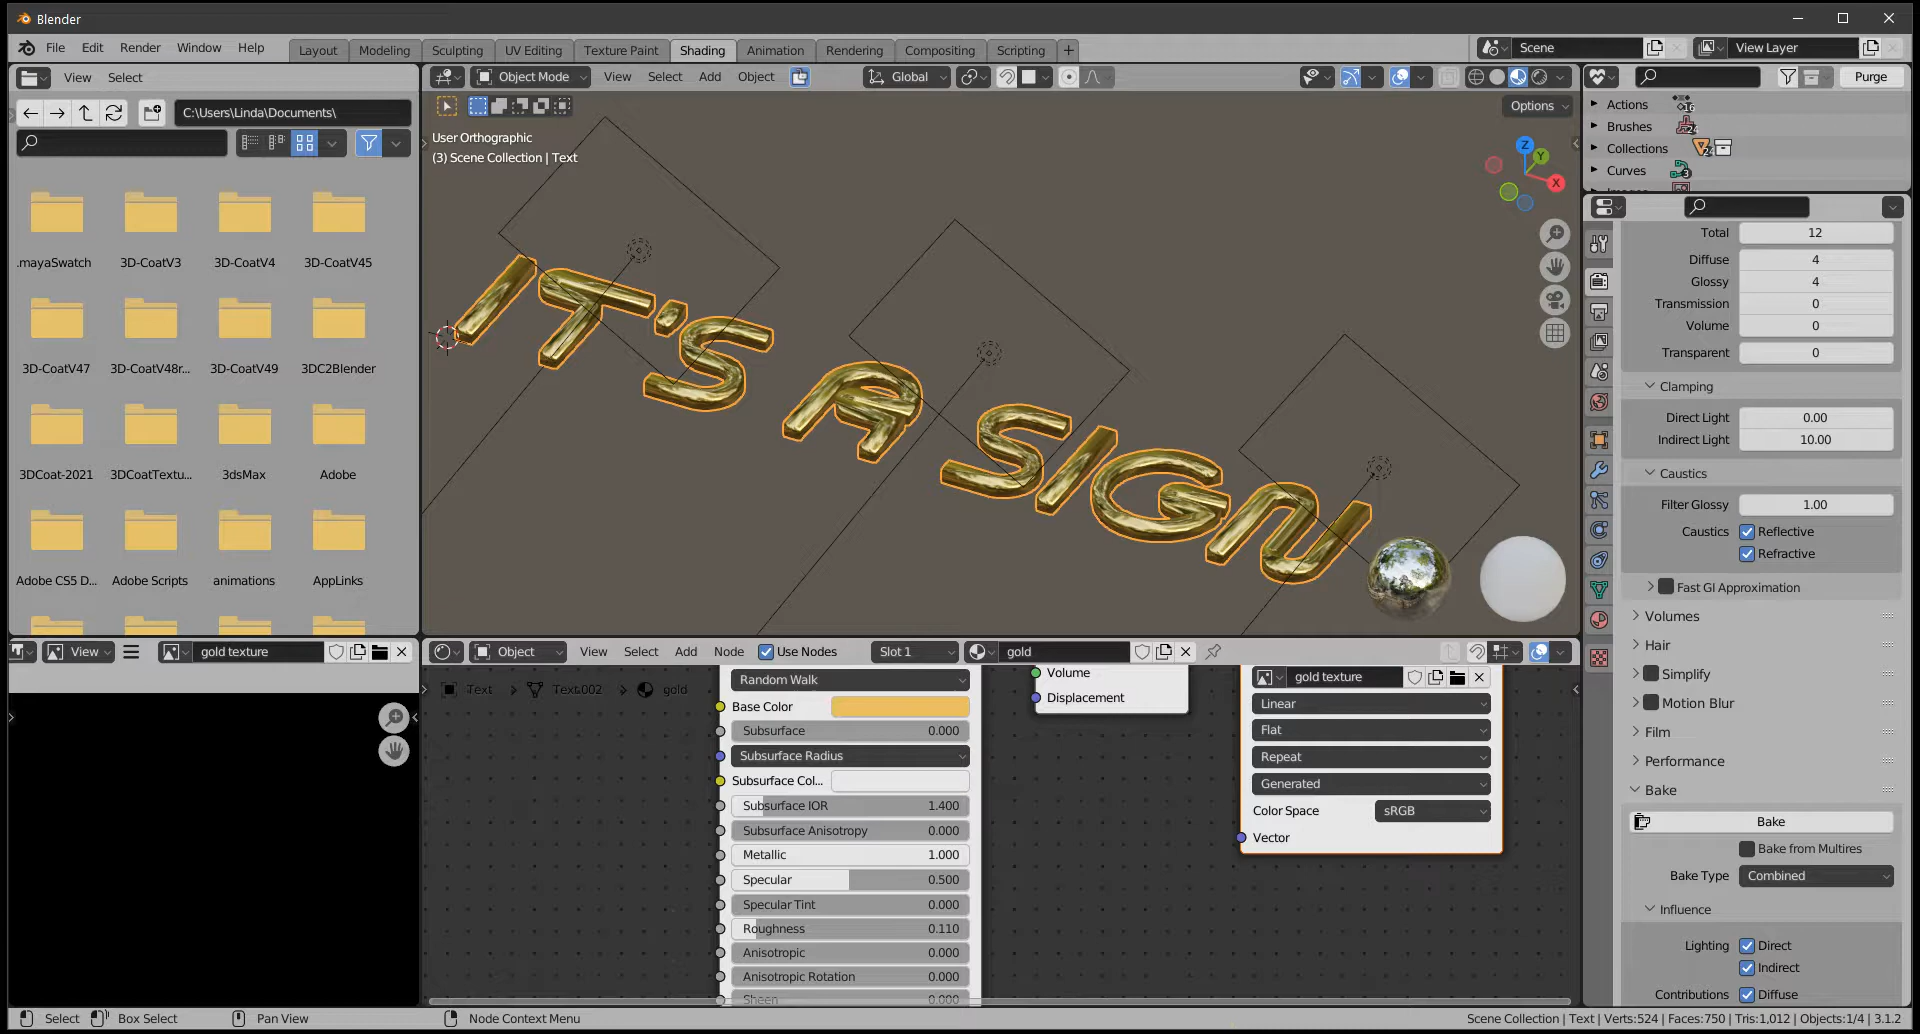 Blender
File Edit Render Window Help
Layout Modeling Sculpting UV Editing Texture Paint Shading Animation Rendering Compositing Scripting +
Scene
View Layer
View Select
Object Mode View Select Add Object
Global
Purge
C:\Users\Linda\Documents\
Options
User Orthographic
(3) Scene Collection | Text
Z
Y
X
Actions 16
Brushes
Collections
Curves 3
.mayaSwatch 3D-CoatV3 3D-CoatV4 3D-CoatV45
3D-CoatV47 3D-CoatV48r... 3D-CoatV49 3DC2Blender
3DCoat-2021 3DCoatTextu... 3dsMax Adobe
Adobe CS5 D... Adobe Scripts animations AppLinks
IT'S A SIGN
Total 12
Diffuse 4
Glossy 4
Transmission 0
Volume 0
Transparent 0
Clamping
Direct Light 0.00
Indirect Light 10.00
Caustics
Filter Glossy 1.00
Caustics Reflective
Refractive
Fast GI Approximation
Volumes
Hair
Simplify
Motion Blur
Film
Performance
Bake
Bake
Bake from Multires
Bake Type Combined
Influence
Lighting Direct
Indirect
Contributions Diffuse
View gold texture
Object View Select Add Node Use Nodes Slot 1 gold
Text > Text.002 > gold
Random Walk
Base Color
Subsurface 0.000
Subsurface Radius
Subsurface Col...
Subsurface IOR 1.400
Subsurface Anisotropy 0.000
Metallic 1.000
Specular 0.500
Specular Tint 0.000
Roughness 0.110
Anisotropic 0.000
Anisotropic Rotation 0.000
Sheen 0.000
Volume
Displacement
gold texture
Linear
Flat
Repeat
Generated
Color Space sRGB
Vector
Select Box Select Pan View Node Context Menu
Scene Collection | Text | Verts:524 | Faces:750 | Tris:1,012 | Objects:1/4 | 3.1.2